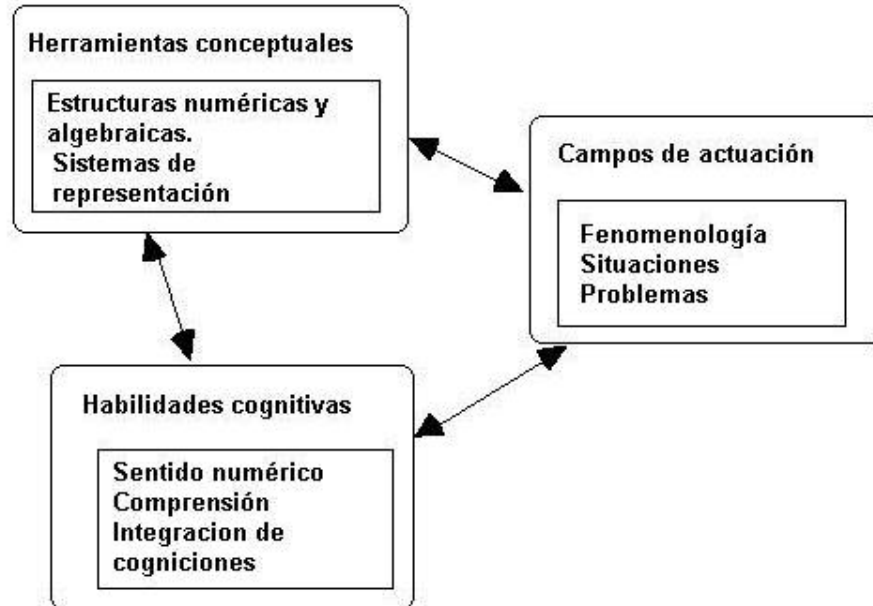 Herramientas conceptuales
Estructuras numéricas y
algebraicas.
Sistemas de
representación
Campos de actuación
Fenomenología
Situaciones
Problemas
Habilidades cognitivas
Sentido numérico
Comprensión
Integracion de
cogniciones